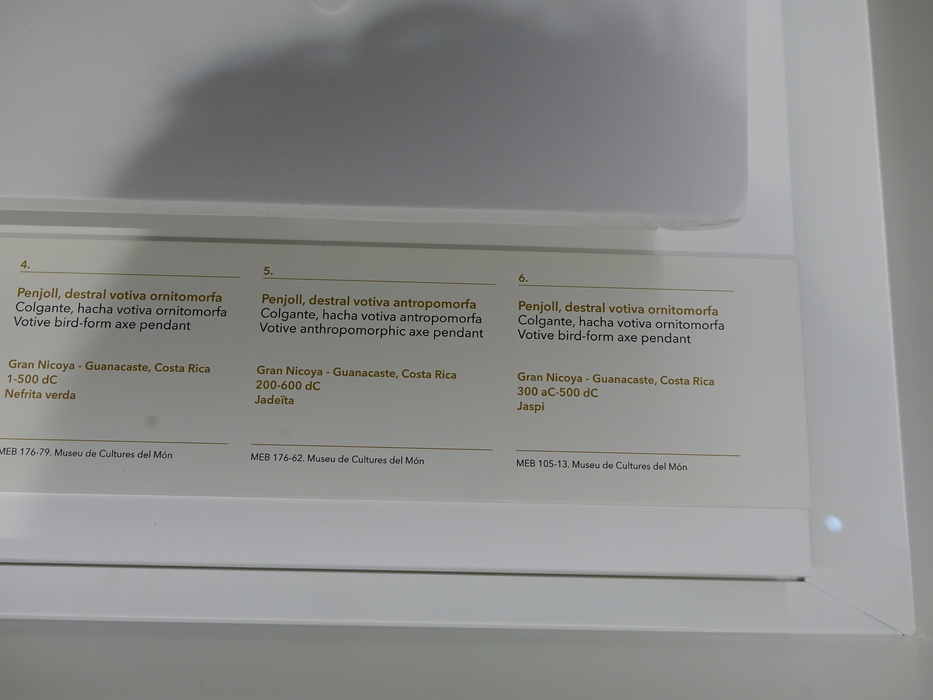 4.
Penjoll, destral votiva ornitomorfa
Colgante, hacha votiva ornitomorfa
Votive bird-form axe pendant
Gran Nicoya - Guanacaste, Costa Rica
1-500 dC
Nefrita verda
MEB 176-79. Museu de Cultures del Món
5.
Penjoll, destral votiva antropomorfa
Colgante, hacha votiva antropomorfa
Votive anthropomorphic axe pendant
Gran Nicoya - Guanacaste, Costa Rica
200-600 dC
Jadeïta
MEB 176-62. Museu de Cultures del Món
6.
Penjoll, destral votiva ornitomorfa
Colgante, hacha votiva ornitomorfa
Votive bird-form axe pendant
Gran Nicoya - Guanacaste, Costa Rica
300 aC-500 dC
Jaspi
MEB 105-13. Museu de Cultures del Món